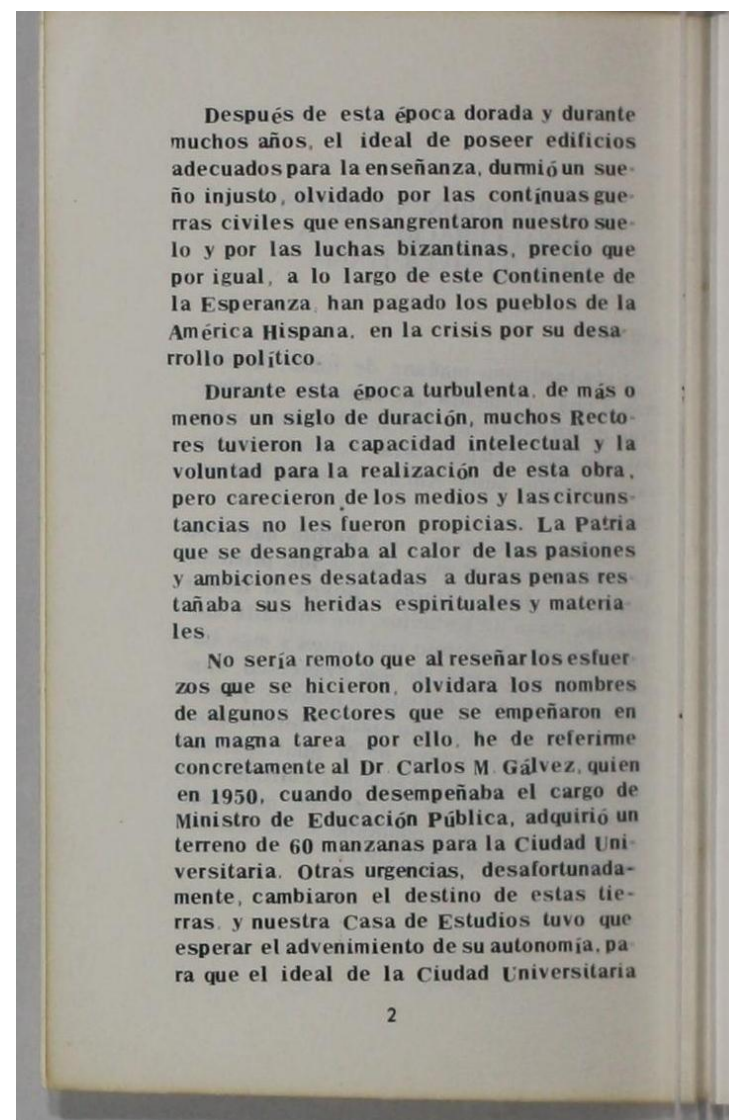 Después de esta época dorada y durante
muchos años, el ideal de poseer edificios
adecuados para la enseñanza, durmió un sue-
ño injusto, olvidado por las contínuas gue-
rras civiles que ensangrentaron nuestro sue-
lo y por las luchas bizantinas, precio que
por igual, a lo largo de este Continente de
la Esperanza, han pagado los pueblos de la
América Hispana, en la crisis por su desa-
rrollo político.
Durante esta época turbulenta, de más o
menos un siglo de duración, muchos Recto-
res tuvieron la capacidad intelectual y la
voluntad para la realización de esta obra,
pero carecieron de los medios y las circuns-
tancias no les fueron propicias. La Patria
que se desangraba al calor de las pasiones
y ambiciones desatadas a duras penas res
tañaba sus heridas espirituales y materia-
les.
No sería remoto que al reseñar los esfuer-
zos que se hicieron, olvidara los nombres
de algunos Rectores que se empeñaron en
tan magna tarea por ello, he de referirme
concretamente al Dr. Carlos M. Gálvez, quien
en 1950, cuando desempeñaba el cargo de
Ministro de Educación Pública, adquirió un
terreno de 60 manzanas para la Ciudad Uni-
versitaria. Otras urgencias, desafortunada-
mente, cambiaron el destino de estas tie-
rras, y nuestra Casa de Estudios tuvo que
esperar el advenimiento de su autonomía, pa-
ra que el ideal de la Ciudad Universitaria
2